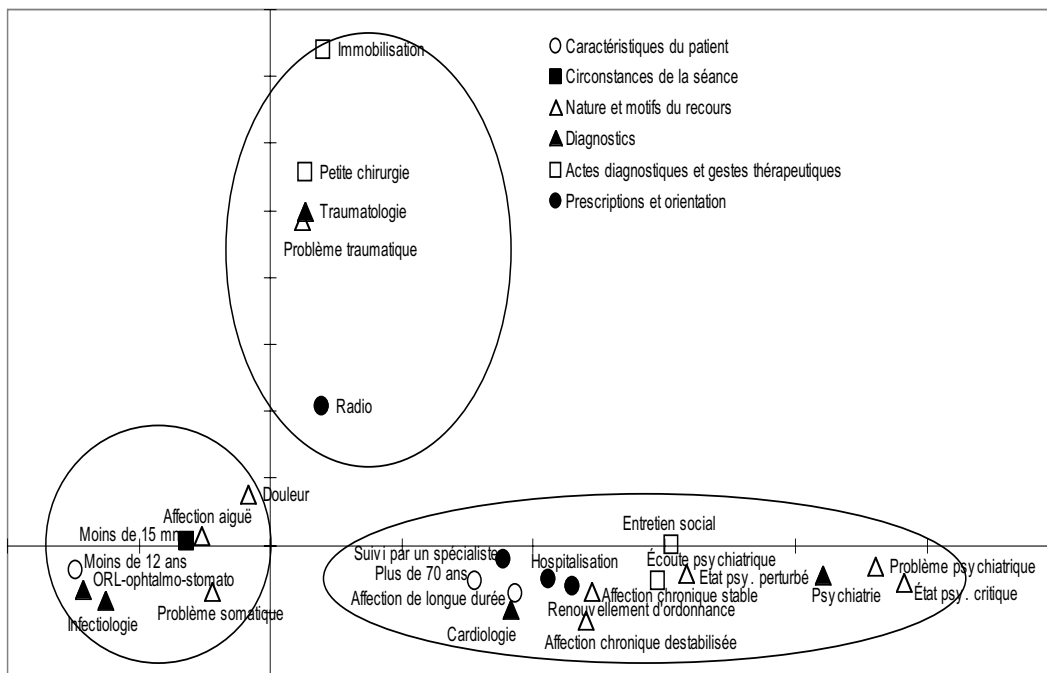 Immobilisation
Caractéristiques du patient
Circonstances de la séance
Nature et motifs du recours
Diagnostics
Actes diagnostiques et gestes thérapeutiques
Prescriptions et orientation
Petite chirurgie
Traumatologie
Problème traumatique
Radio
Douleur
Affection aiguë
Moins de 15 mn
Moins de 12 ans
ORL-ophtalmo-stomato
Problème somatique
Infectiologie
Entretien social
Suivi par un spécialiste
Hospitalisation
Écoute psychiatrique
Plus de 70 ans
État psy. perturbé
Problème psychiatrique
Affection de longue durée
Affection chronique stable
Psychiatrie
État psy. critique
Renouvellement d'ordonnance
Cardiologie
Affection chronique destabilisée